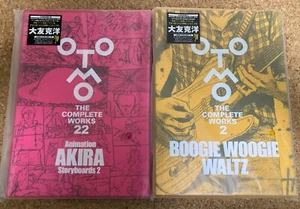 大友克洋
OTOMO
THE
COMPLETE
WORKS
22
Animation
AKIRA
Storyboards 2
大友克洋
OTOMO
THE
COMPLETE
WORKS
2
BOOGIE WOOGIE
WALTZ